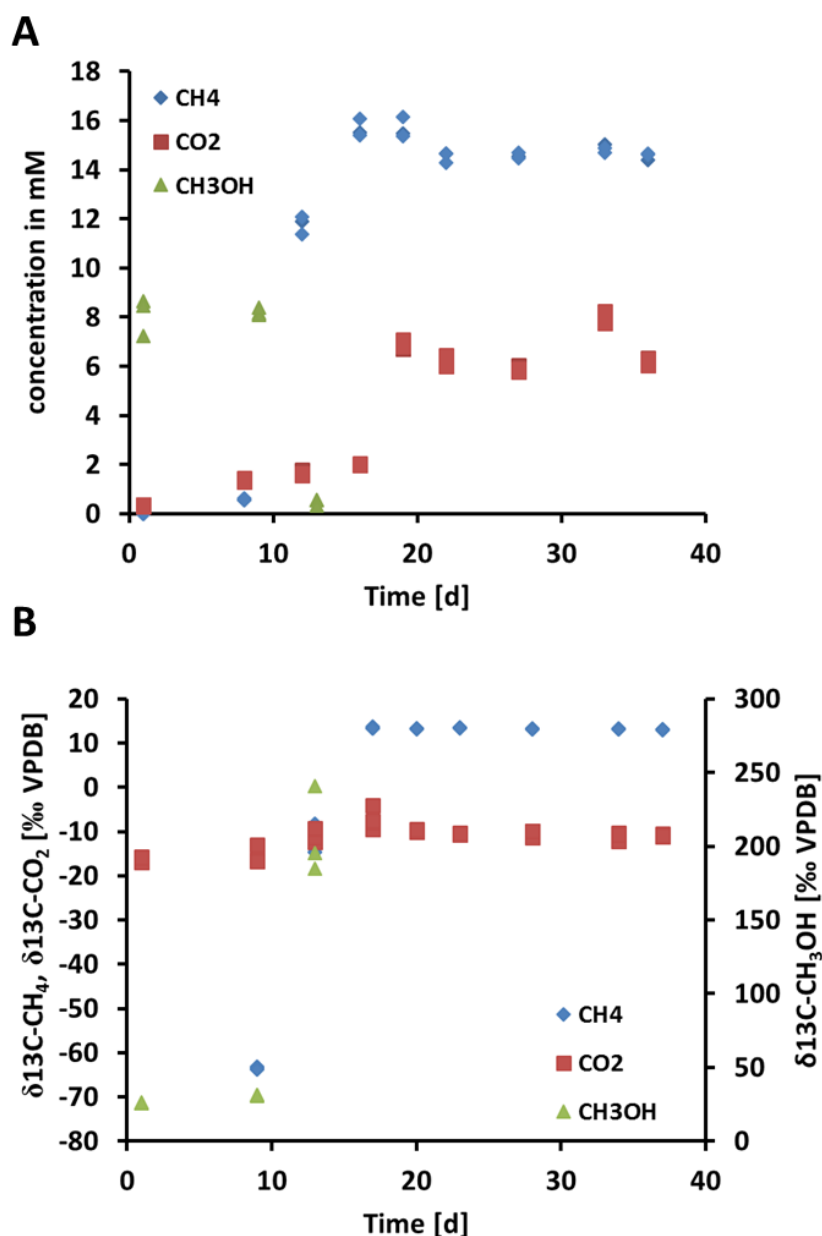 A
18
16
14
12
10
8
6
4
2
0
concentration in mM
CH4
CO2
CH3OH
0 10 20 30 40
Time [d]
B
20
10
0
-10
-20
-30
-40
-50
-60
-70
-80
δ13C-CH₄, δ13C-CO₂ [‰ VPDB]
300
250
200
150
100
50
0
δ13C-CH₃OH [‰ VPDB]
CH4
CO2
CH3OH
0 10 20 30 40
Time [d]